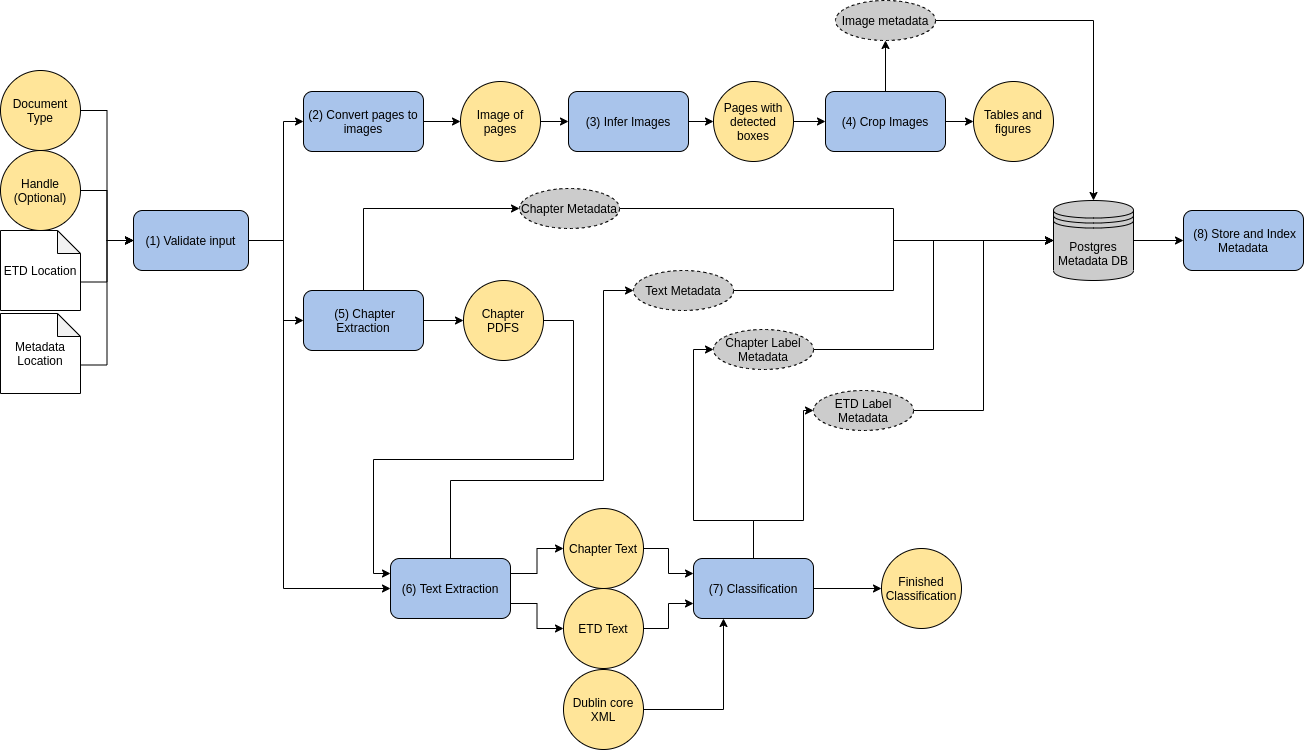 Image metadata
Document
Type
(2) Convert pages to
images
Image of
pages
(3) Infer Images
Pages with
detected
boxes
(4) Crop Images
Tables and
figures
Handle
(Optional)
Chapter Metadata
(1) Validate input
Postgres
Metadata DB
(8) Store and Index
Metadata
ETD Location
Text Metadata
(5) Chapter
Extraction
Chapter
PDFS
Metadata
Location
Chapter Label
Metadata
ETD Label
Metadata
Chapter Text
(6) Text Extraction
(7) Classification
Finished
Classification
ETD Text
Dublin core
XML